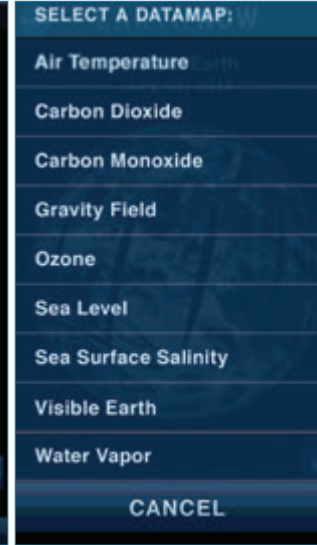 SELECT A DATAMAP:
Air Temperature
Carbon Dioxide
Carbon Monoxide
Gravity Field
Ozone
Sea Level
Sea Surface Salinity
Visible Earth
Water Vapor
CANCEL